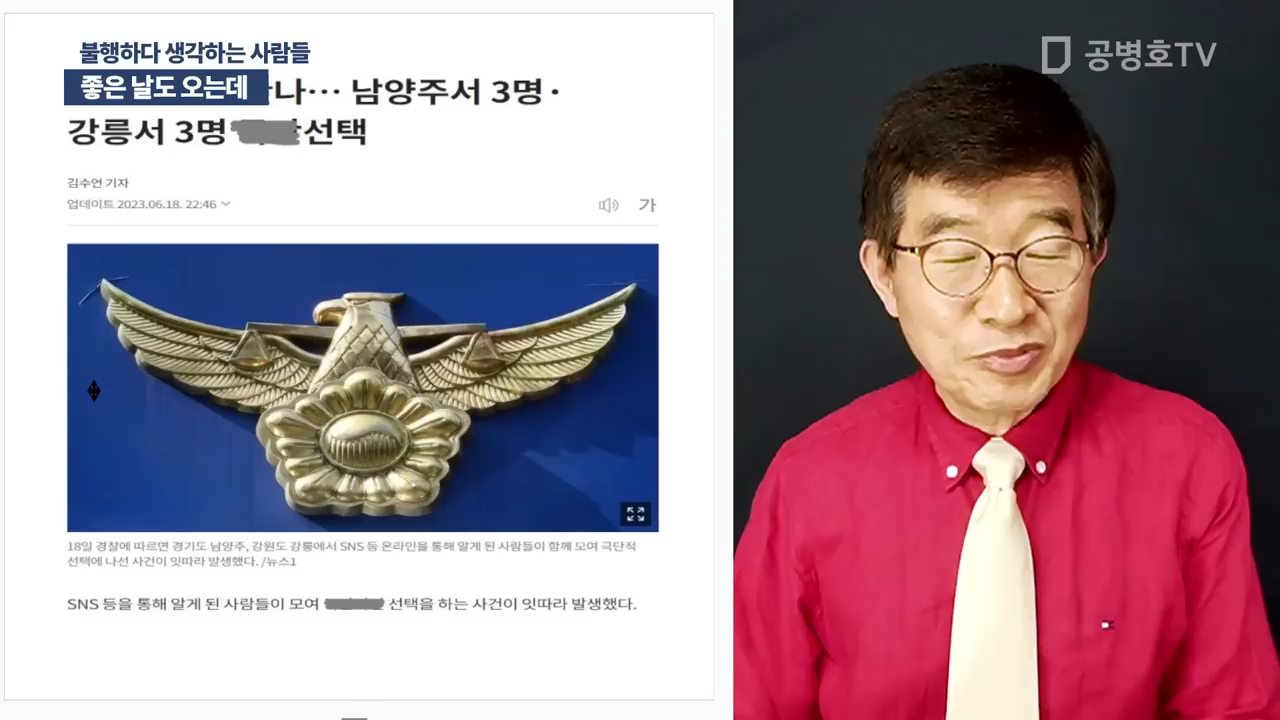 불행하다 생각하는 사람들
좋은 날도 오는데
나… 남양주서 3명·
강릉서 3명 선택
김수언 기자
업데이트 2023.06.18. 22:46
가
18일 경찰에 따르면 경기도 남양주, 강원도 강릉에서 SNS 등 온라인을 통해 알게 된 사람들이 함께 모여 극단적
선택에 나선 사건이 잇따라 발생했다. /뉴스1
SNS 등을 통해 알게 된 사람들이 모여 선택을 하는 사건이 잇따라 발생했다.
공병호TV